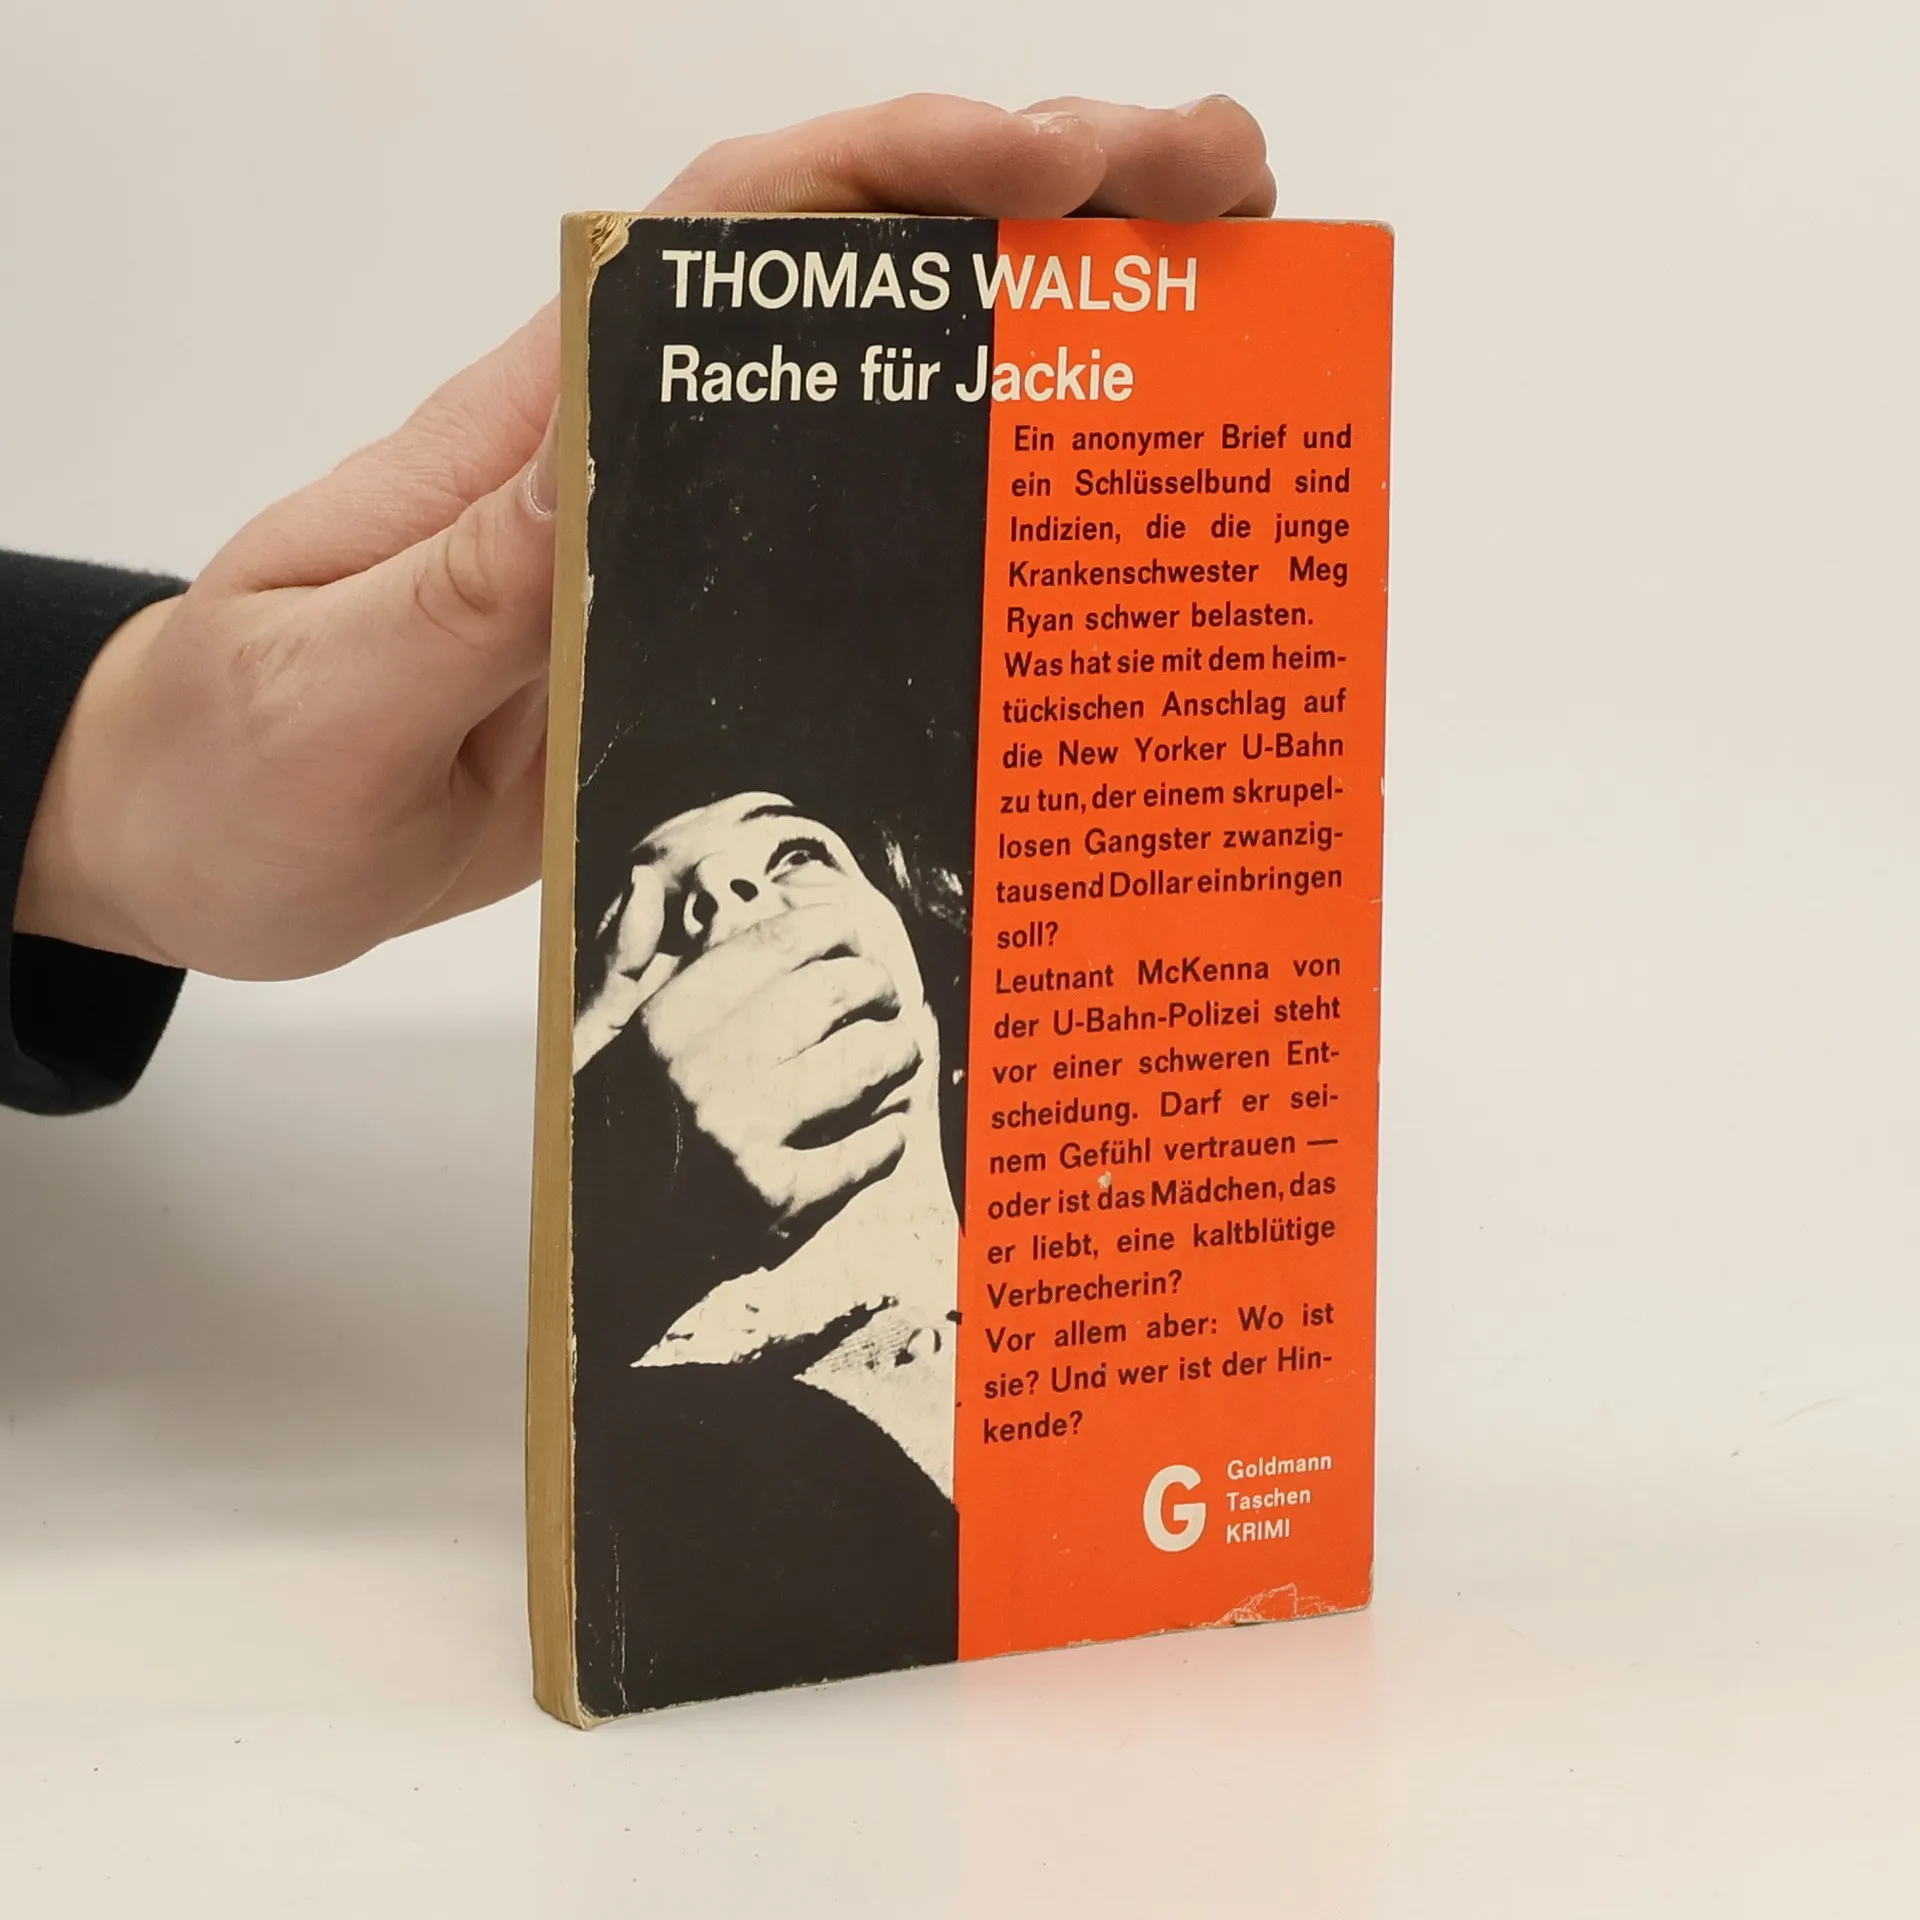 THOMAS WALSH
Rache für Jackie
Ein anonymer Brief und
ein Schlüsselbund sind
Indizien, die die junge
Krankenschwester Meg
Ryan schwer belasten.
Was hat sie mit dem heim-
tückischen Anschlag auf
die New Yorker U-Bahn
zu tun, der einem skrupel-
losen Gangster zwanzig-
tausend Dollar einbringen
soll?
Leutnant McKenna von
der U-Bahn-Polizei steht
vor einer schweren Ent-
scheidung. Darf er sei-
nem Gefühl vertrauen —
oder ist das Mädchen, das
er liebt, eine kaltblütige
Verbrecherin?
Vor allem aber: Wo ist
sie? Und wer ist der Hin-
kende?
G
Goldmann
Taschen
KRIMI